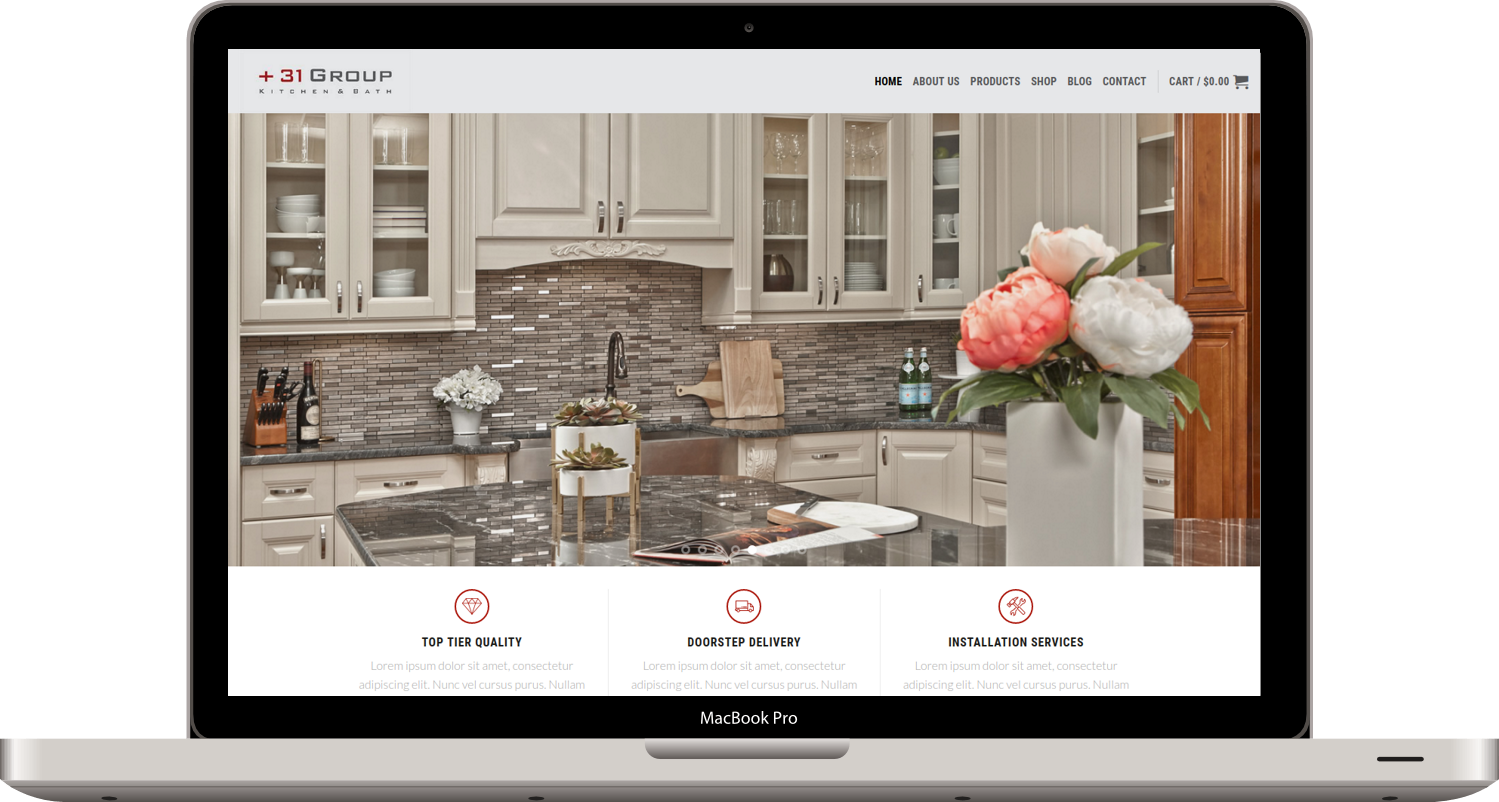 + 31 GROUP
KITCHEN & BATH
HOME ABOUT US PRODUCTS SHOP BLOG CONTACT CART / $0.00
TOP TIER QUALITY
Lorem ipsum dolor sit amet, consectetur
adipiscing elit. Nunc vel cursus purus. Nullam
DOORSTEP DELIVERY
Lorem ipsum dolor sit amet, consectetur
adipiscing elit. Nunc vel cursus purus. Nullam
INSTALLATION SERVICES
Lorem ipsum dolor sit amet, consectetur
adipiscing elit. Nunc vel cursus purus. Nullam
MacBook Pro